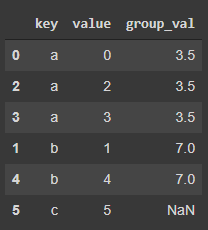 key value group_val
0 a 0 3.5
2 a 2 3.5
3 a 3 3.5
1 b 1 7.0
4 b 4 7.0
5 c 5 NaN